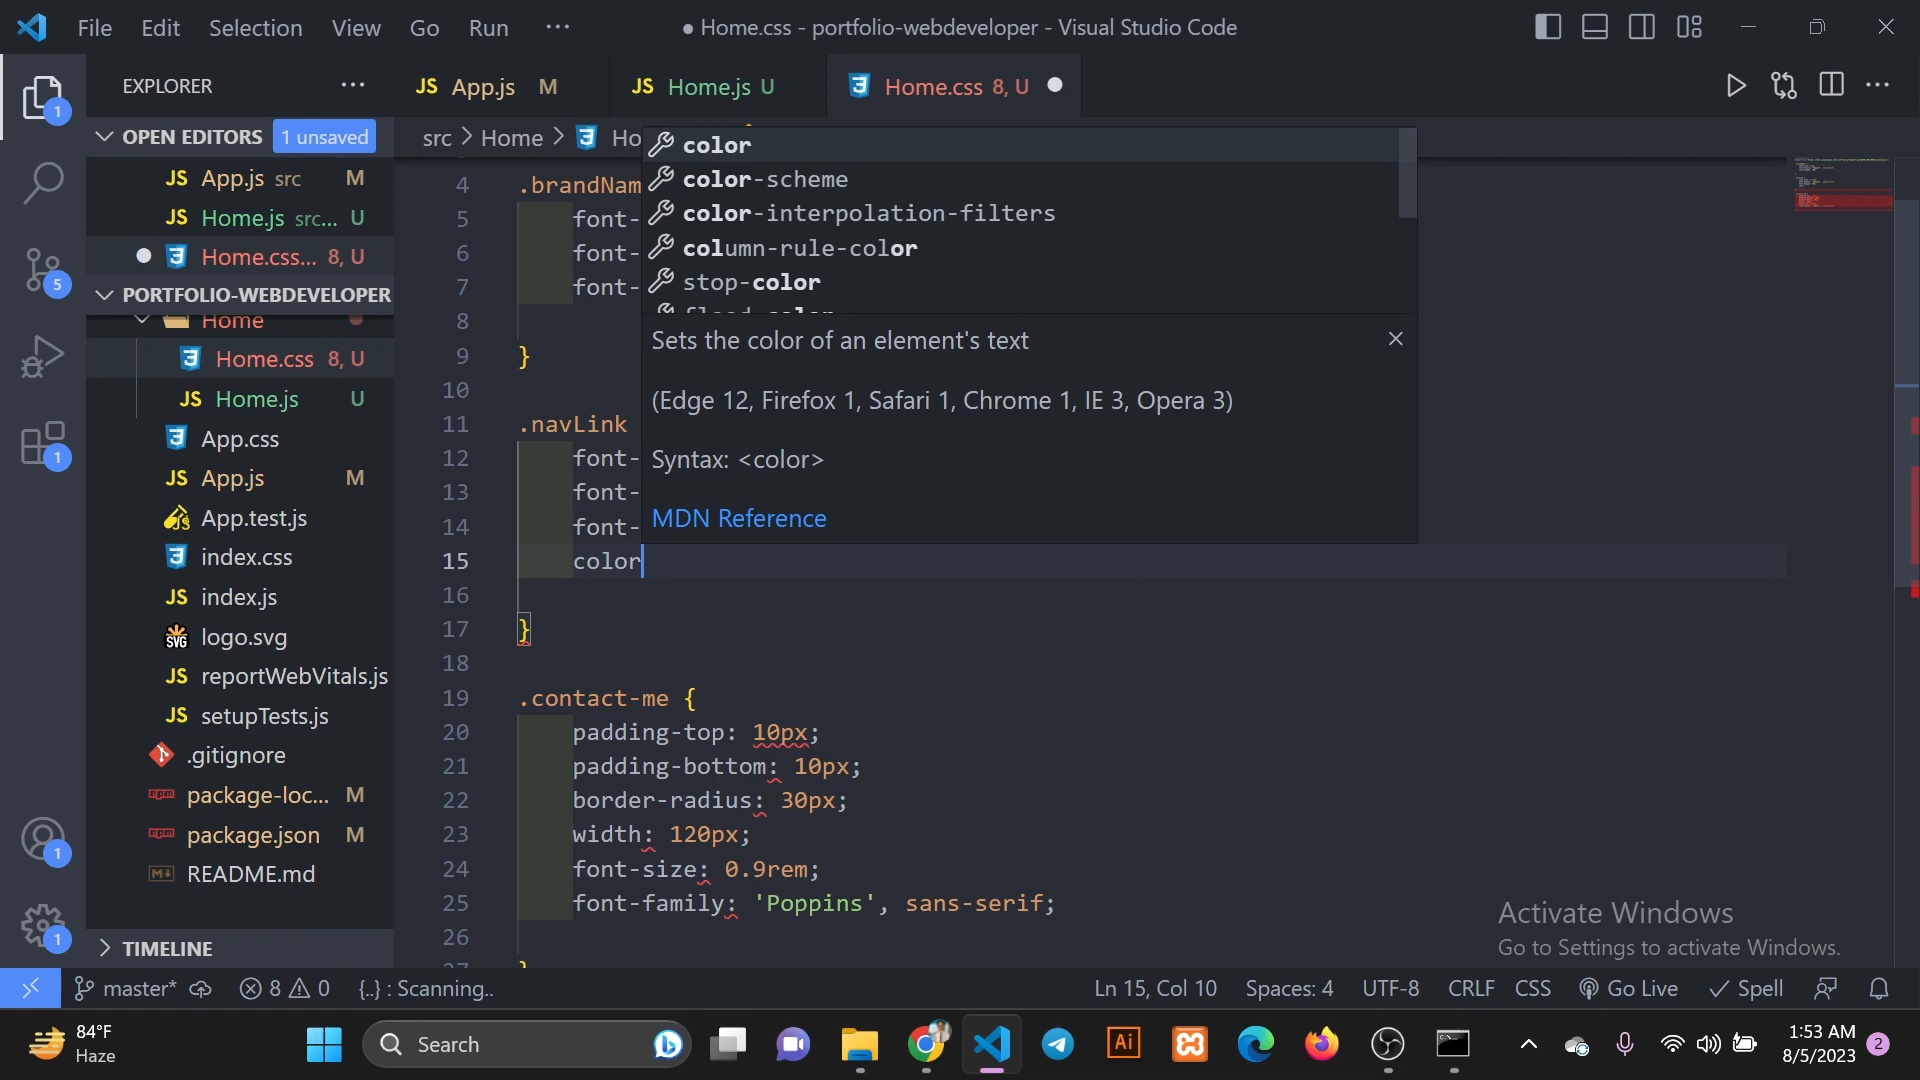 File Edit Selection View Go Run ··· ● Home.css - portfolio-webdeveloper - Visual Studio Code
EXPLORER ···
JS App.js M
JS Home.js U
Home.css 8, U
OPEN EDITORS 1 unsaved
JS App.js src M
JS Home.js src... U
Home.css... 8, U
PORTFOLIO-WEBDEVELOPER
Home
Home.css 8, U
JS Home.js U
App.css
JS App.js M
App.test.js
index.css
JS index.js
SVG logo.svg
JS reportWebVitals.js
JS setupTests.js
.gitignore
package-loc... M
package.json M
README.md
TIMELINE
1
5
1
1
1
src > Home > Ho
color
color-scheme
color-interpolation-filters
column-rule-color
stop-color
Sets the color of an element's text
(Edge 12, Firefox 1, Safari 1, Chrome 1, IE 3, Opera 3)
Syntax: <color>
MDN Reference
4 .brandNam
5 font-
6 font-
7 font-
8
9 }
10
11 .navLink
12 font-
13 font-
14 font-
15 color
16
17 }
18
19 .contact-me {
20 padding-top: 10px;
21 padding-bottom: 10px;
22 border-radius: 30px;
23 width: 120px;
24 font-size: 0.9rem;
25 font-family: 'Poppins', sans-serif;
26
Activate Windows
Go to Settings to activate Windows.
master* 8 0 {..} : Scanning.. Ln 15, Col 10 Spaces: 4 UTF-8 CRLF CSS Go Live Spell
84°F
Haze
Search
Ai
1:53 AM
8/5/2023
2